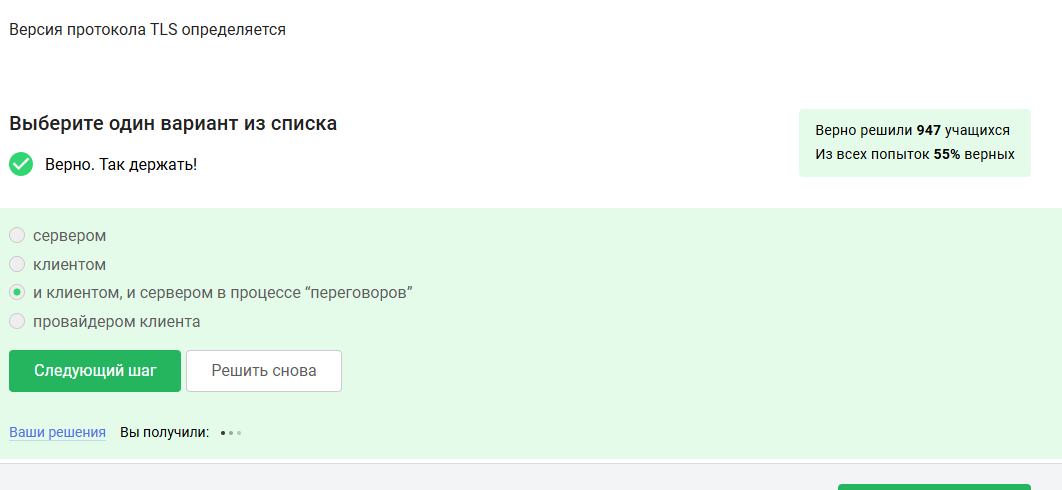 Версия протокола TLS определяется
Выберите один вариант из списка
Верно. Так держать!
Верно решили 947 учащихся
Из всех попыток 55% верных
сервером
клиентом
и клиентом, и сервером в процессе “переговоров”
провайдером клиента
Следующий шаг
Решить снова
Ваши решения Вы получили: